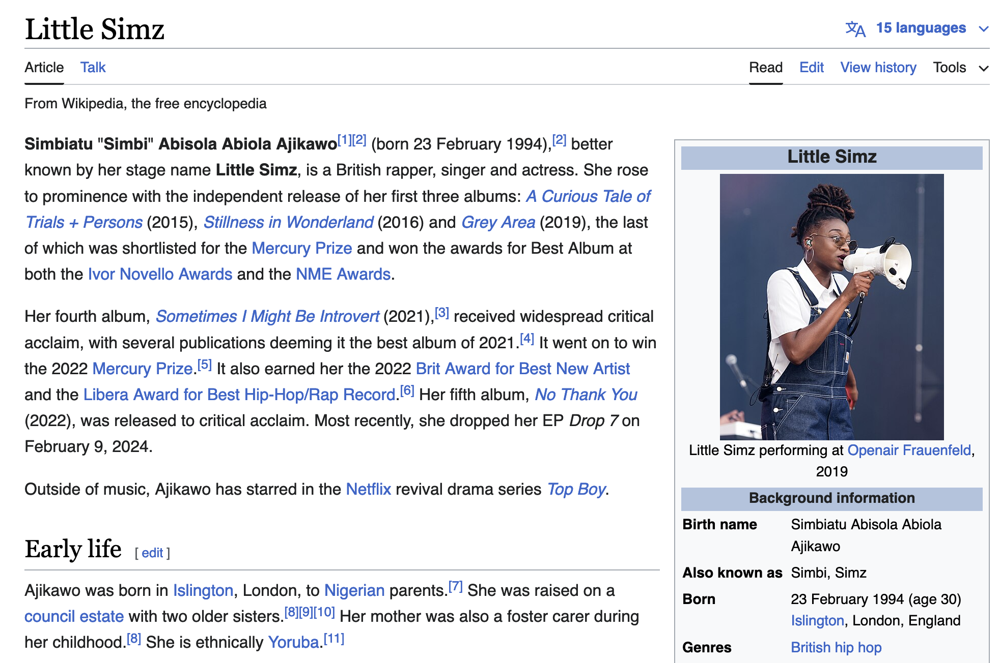 Little Simz
15 languages
Article Talk
Read Edit View history Tools
From Wikipedia, the free encyclopedia
Simbiatu "Simbi" Abisola Abiola Ajikawo[1][2] (born 23 February 1994),[2] better
known by her stage name Little Simz, is a British rapper, singer and actress. She rose
to prominence with the independent release of her first three albums: A Curious Tale of
Trials + Persons (2015), Stillness in Wonderland (2016) and Grey Area (2019), the last
of which was shortlisted for the Mercury Prize and won the awards for Best Album at
both the Ivor Novello Awards and the NME Awards.
Her fourth album, Sometimes I Might Be Introvert (2021),[3] received widespread critical
acclaim, with several publications deeming it the best album of 2021.[4] It went on to win
the 2022 Mercury Prize.[5] It also earned her the 2022 Brit Award for Best New Artist
and the Libera Award for Best Hip-Hop/Rap Record.[6] Her fifth album, No Thank You
(2022), was released to critical acclaim. Most recently, she dropped her EP Drop 7 on
February 9, 2024.
Outside of music, Ajikawo has starred in the Netflix revival drama series Top Boy.
Early life [ edit ]
Ajikawo was born in Islington, London, to Nigerian parents.[7] She was raised on a
council estate with two older sisters.[8][9][10] Her mother was also a foster carer during
her childhood.[8] She is ethnically Yoruba.[11]
Little Simz
Little Simz performing at Openair Frauenfeld,
2019
Background information
Birth name Simbiatu Abisola Abiola
Ajikawo
Also known as Simbi, Simz
Born 23 February 1994 (age 30)
Islington, London, England
Genres British hip hop